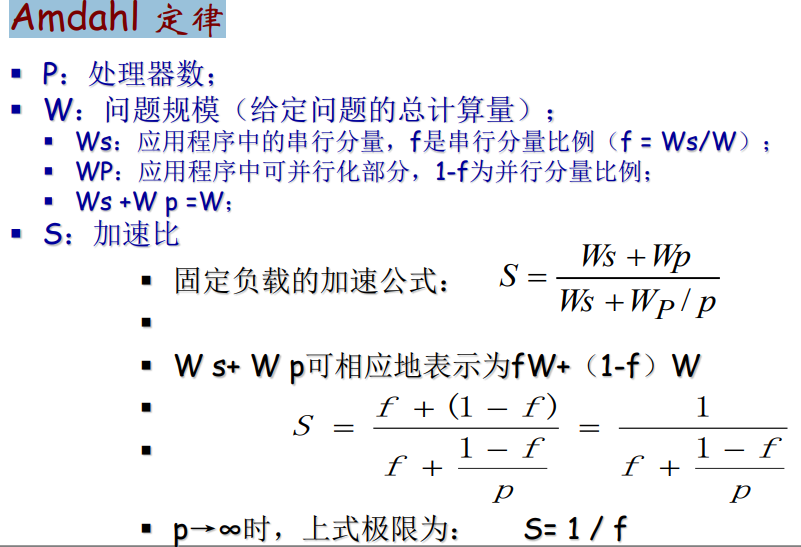 Amdahl 定律
▪ P：处理器数；
▪ W：问题规模（给定问题的总计算量）；
▪ Ws：应用程序中的串行分量，f是串行分量比例（f = Ws/W）；
▪ WP：应用程序中可并行化部分，1-f为并行分量比例；
▪ Ws +W p =W；
▪ S：加速比
▪ 固定负载的加速公式： S = (Ws + Wp) / (Ws + W_P / p)
▪ W s+ W p可相应地表示为fW+（1-f）W
S = (f + (1 − f)) / (f + (1 − f)/p) = 1 / (f + (1 − f)/p)
▪ p→∞时，上式极限为： S= 1 / f